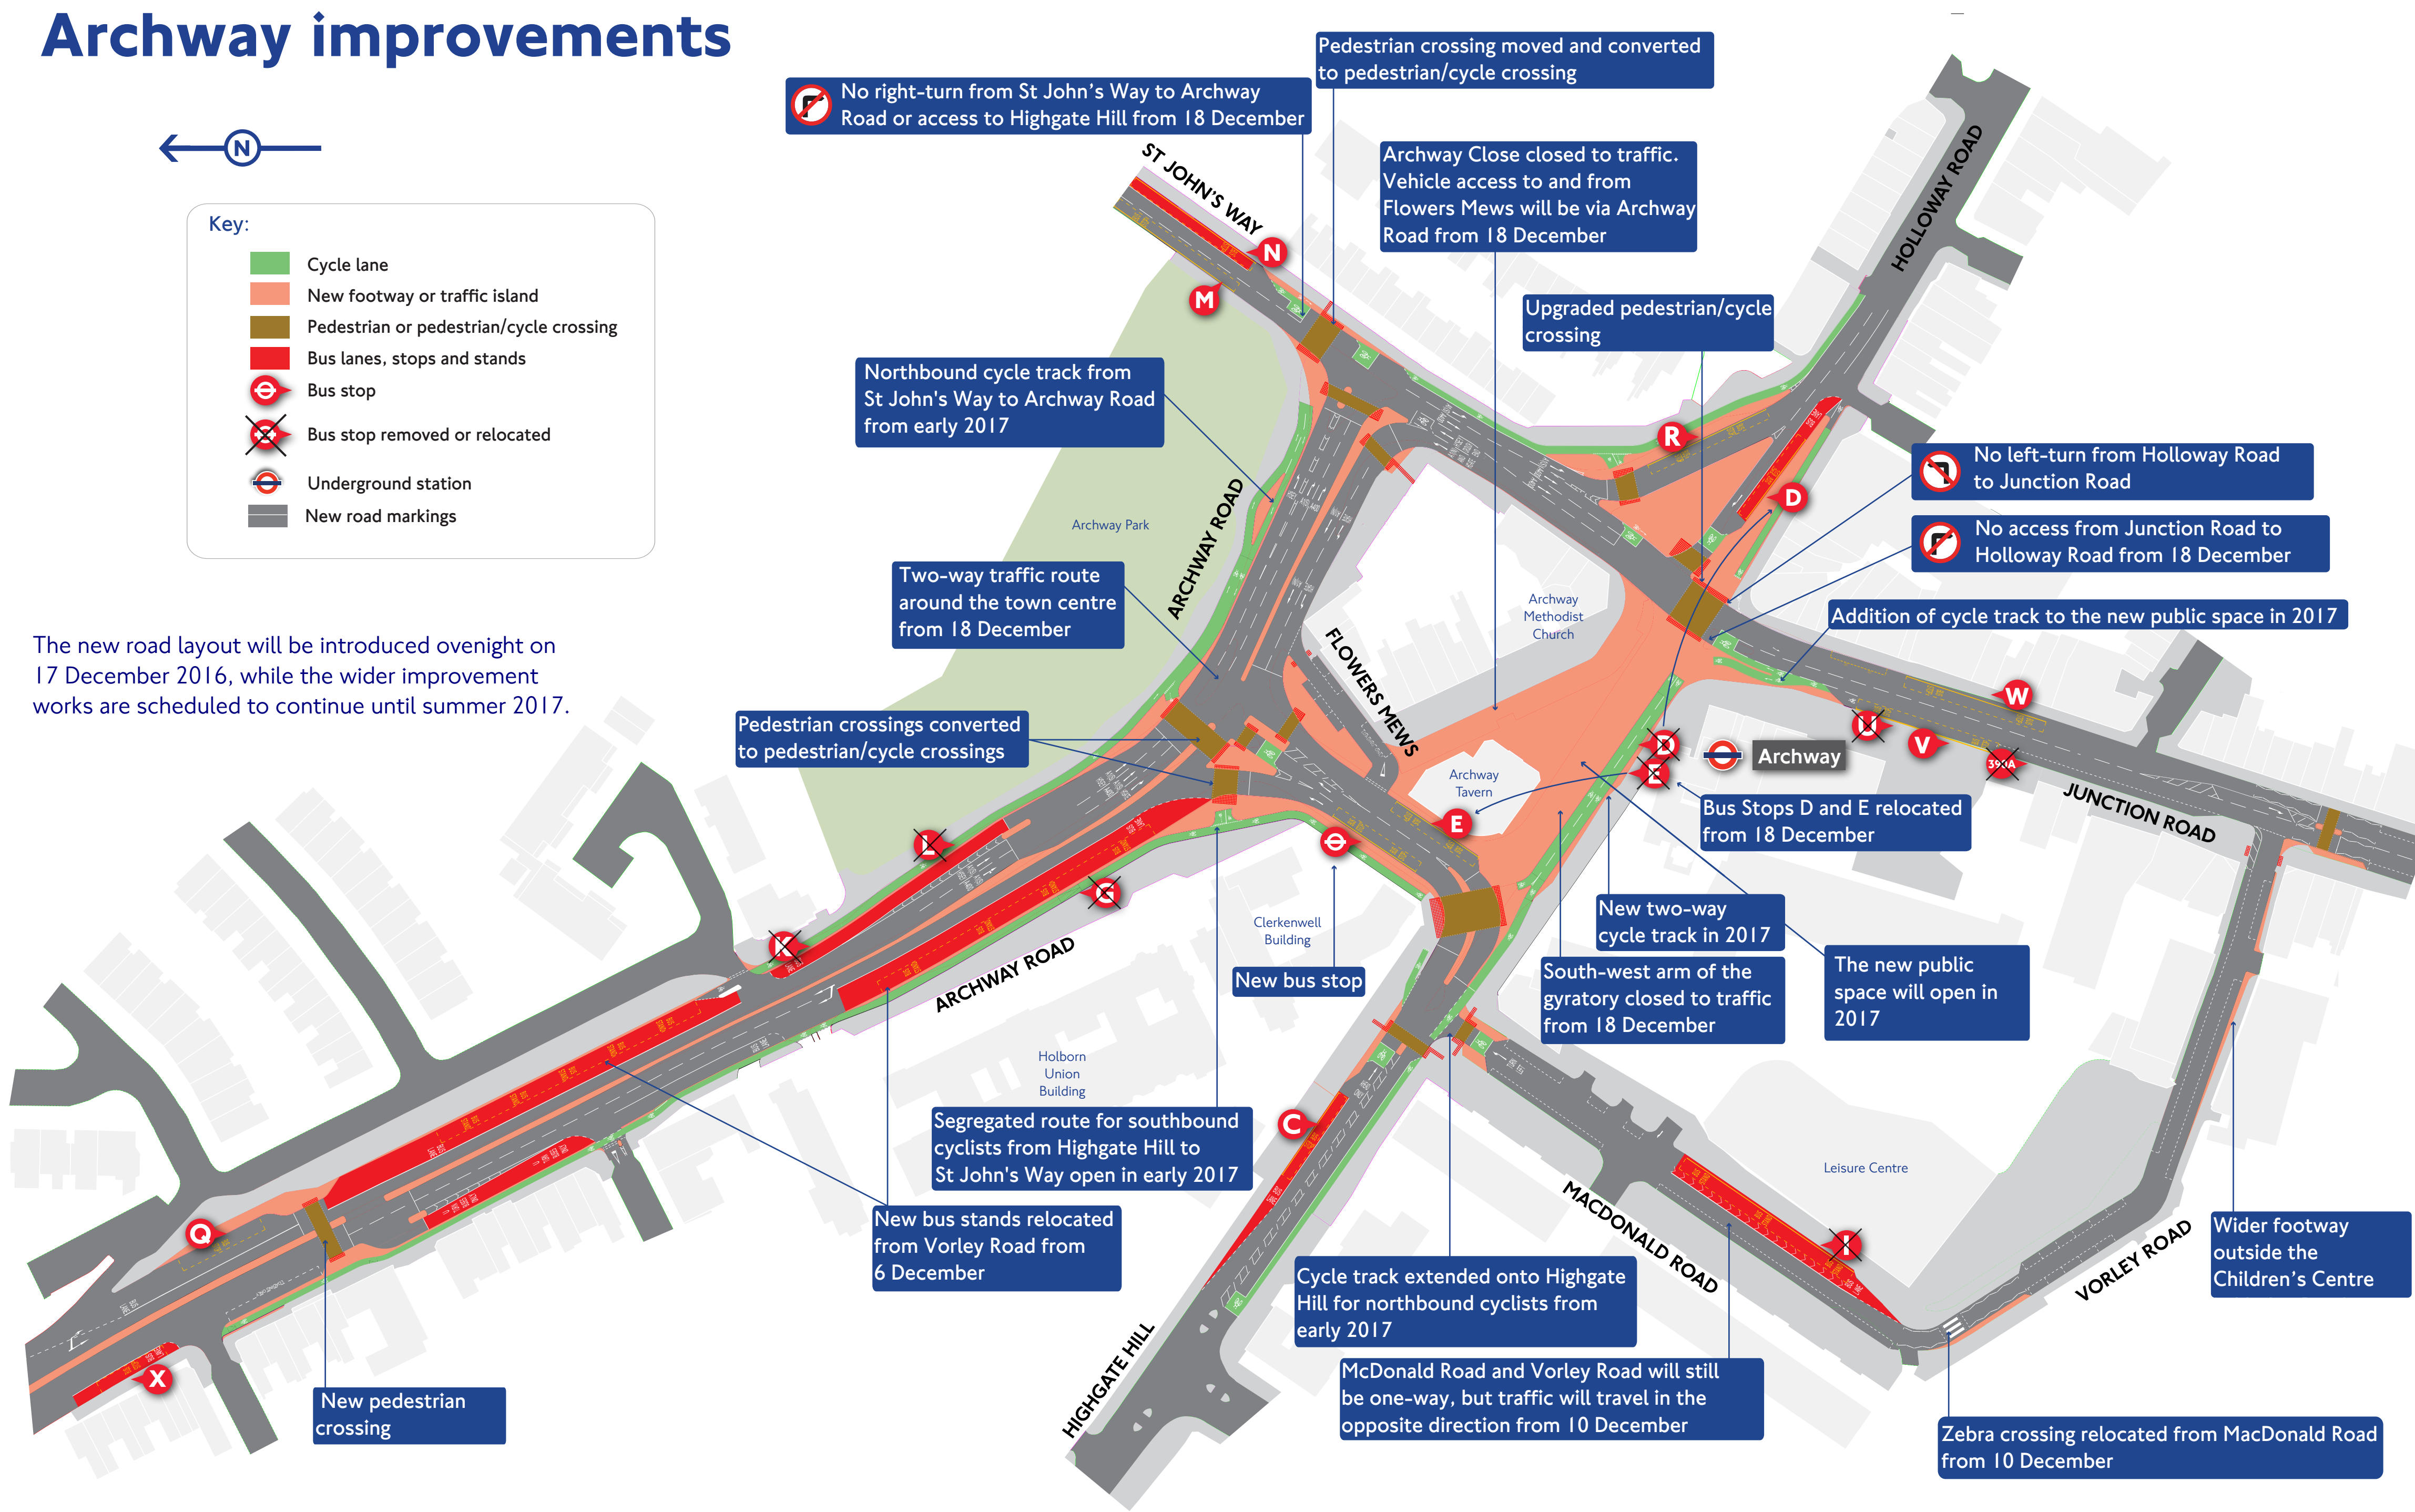 Archway improvements
N
Key:
Cycle lane
New footway or traffic island
Pedestrian or pedestrian/cycle crossing
Bus lanes, stops and stands
Bus stop
Bus stop removed or relocated
Underground station
New road markings
The new road layout will be introduced ovenight on
17 December 2016, while the wider improvement
works are scheduled to continue until summer 2017.
No right-turn from St John's Way to Archway
Road or access to Highgate Hill from 18 December
Pedestrian crossing moved and converted
to pedestrian/cycle crossing
Archway Close closed to traffic.
Vehicle access to and from
Flowers Mews will be via Archway
Road from 18 December
Upgraded pedestrian/cycle
crossing
ST JOHN'S WAY
N
M
HOLLOWAY ROAD
Northbound cycle track from
St John's Way to Archway Road
from early 2017
R
D
No left-turn from Holloway Road
to Junction Road
No access from Junction Road to
Holloway Road from 18 December
Addition of cycle track to the new public space in 2017
Archway Park
ARCHWAY ROAD
Two-way traffic route
around the town centre
from 18 December
Archway
Methodist
Church
FLOWERS MEWS
Pedestrian crossings converted
to pedestrian/cycle crossings
Archway
Tavern
E
D
E
Archway
W
U
V
390A
JUNCTION ROAD
Bus Stops D and E relocated
from 18 December
L
K
G
ARCHWAY ROAD
Clerkenwell
Building
New bus stop
New two-way
cycle track in 2017
South-west arm of the
gyratory closed to traffic
from 18 December
The new public
space will open in
2017
Holborn
Union
Building
Segregated route for southbound
cyclists from Highgate Hill to
St John's Way open in early 2017
C
Leisure Centre
MACDONALD ROAD
I
VORLEY ROAD
Wider footway
outside the
Children's Centre
Q
New bus stands relocated
from Vorley Road from
6 December
Cycle track extended onto Highgate
Hill for northbound cyclists from
early 2017
HIGHGATE HILL
McDonald Road and Vorley Road will still
be one-way, but traffic will travel in the
opposite direction from 10 December
X
New pedestrian
crossing
Zebra crossing relocated from MacDonald Road
from 10 December